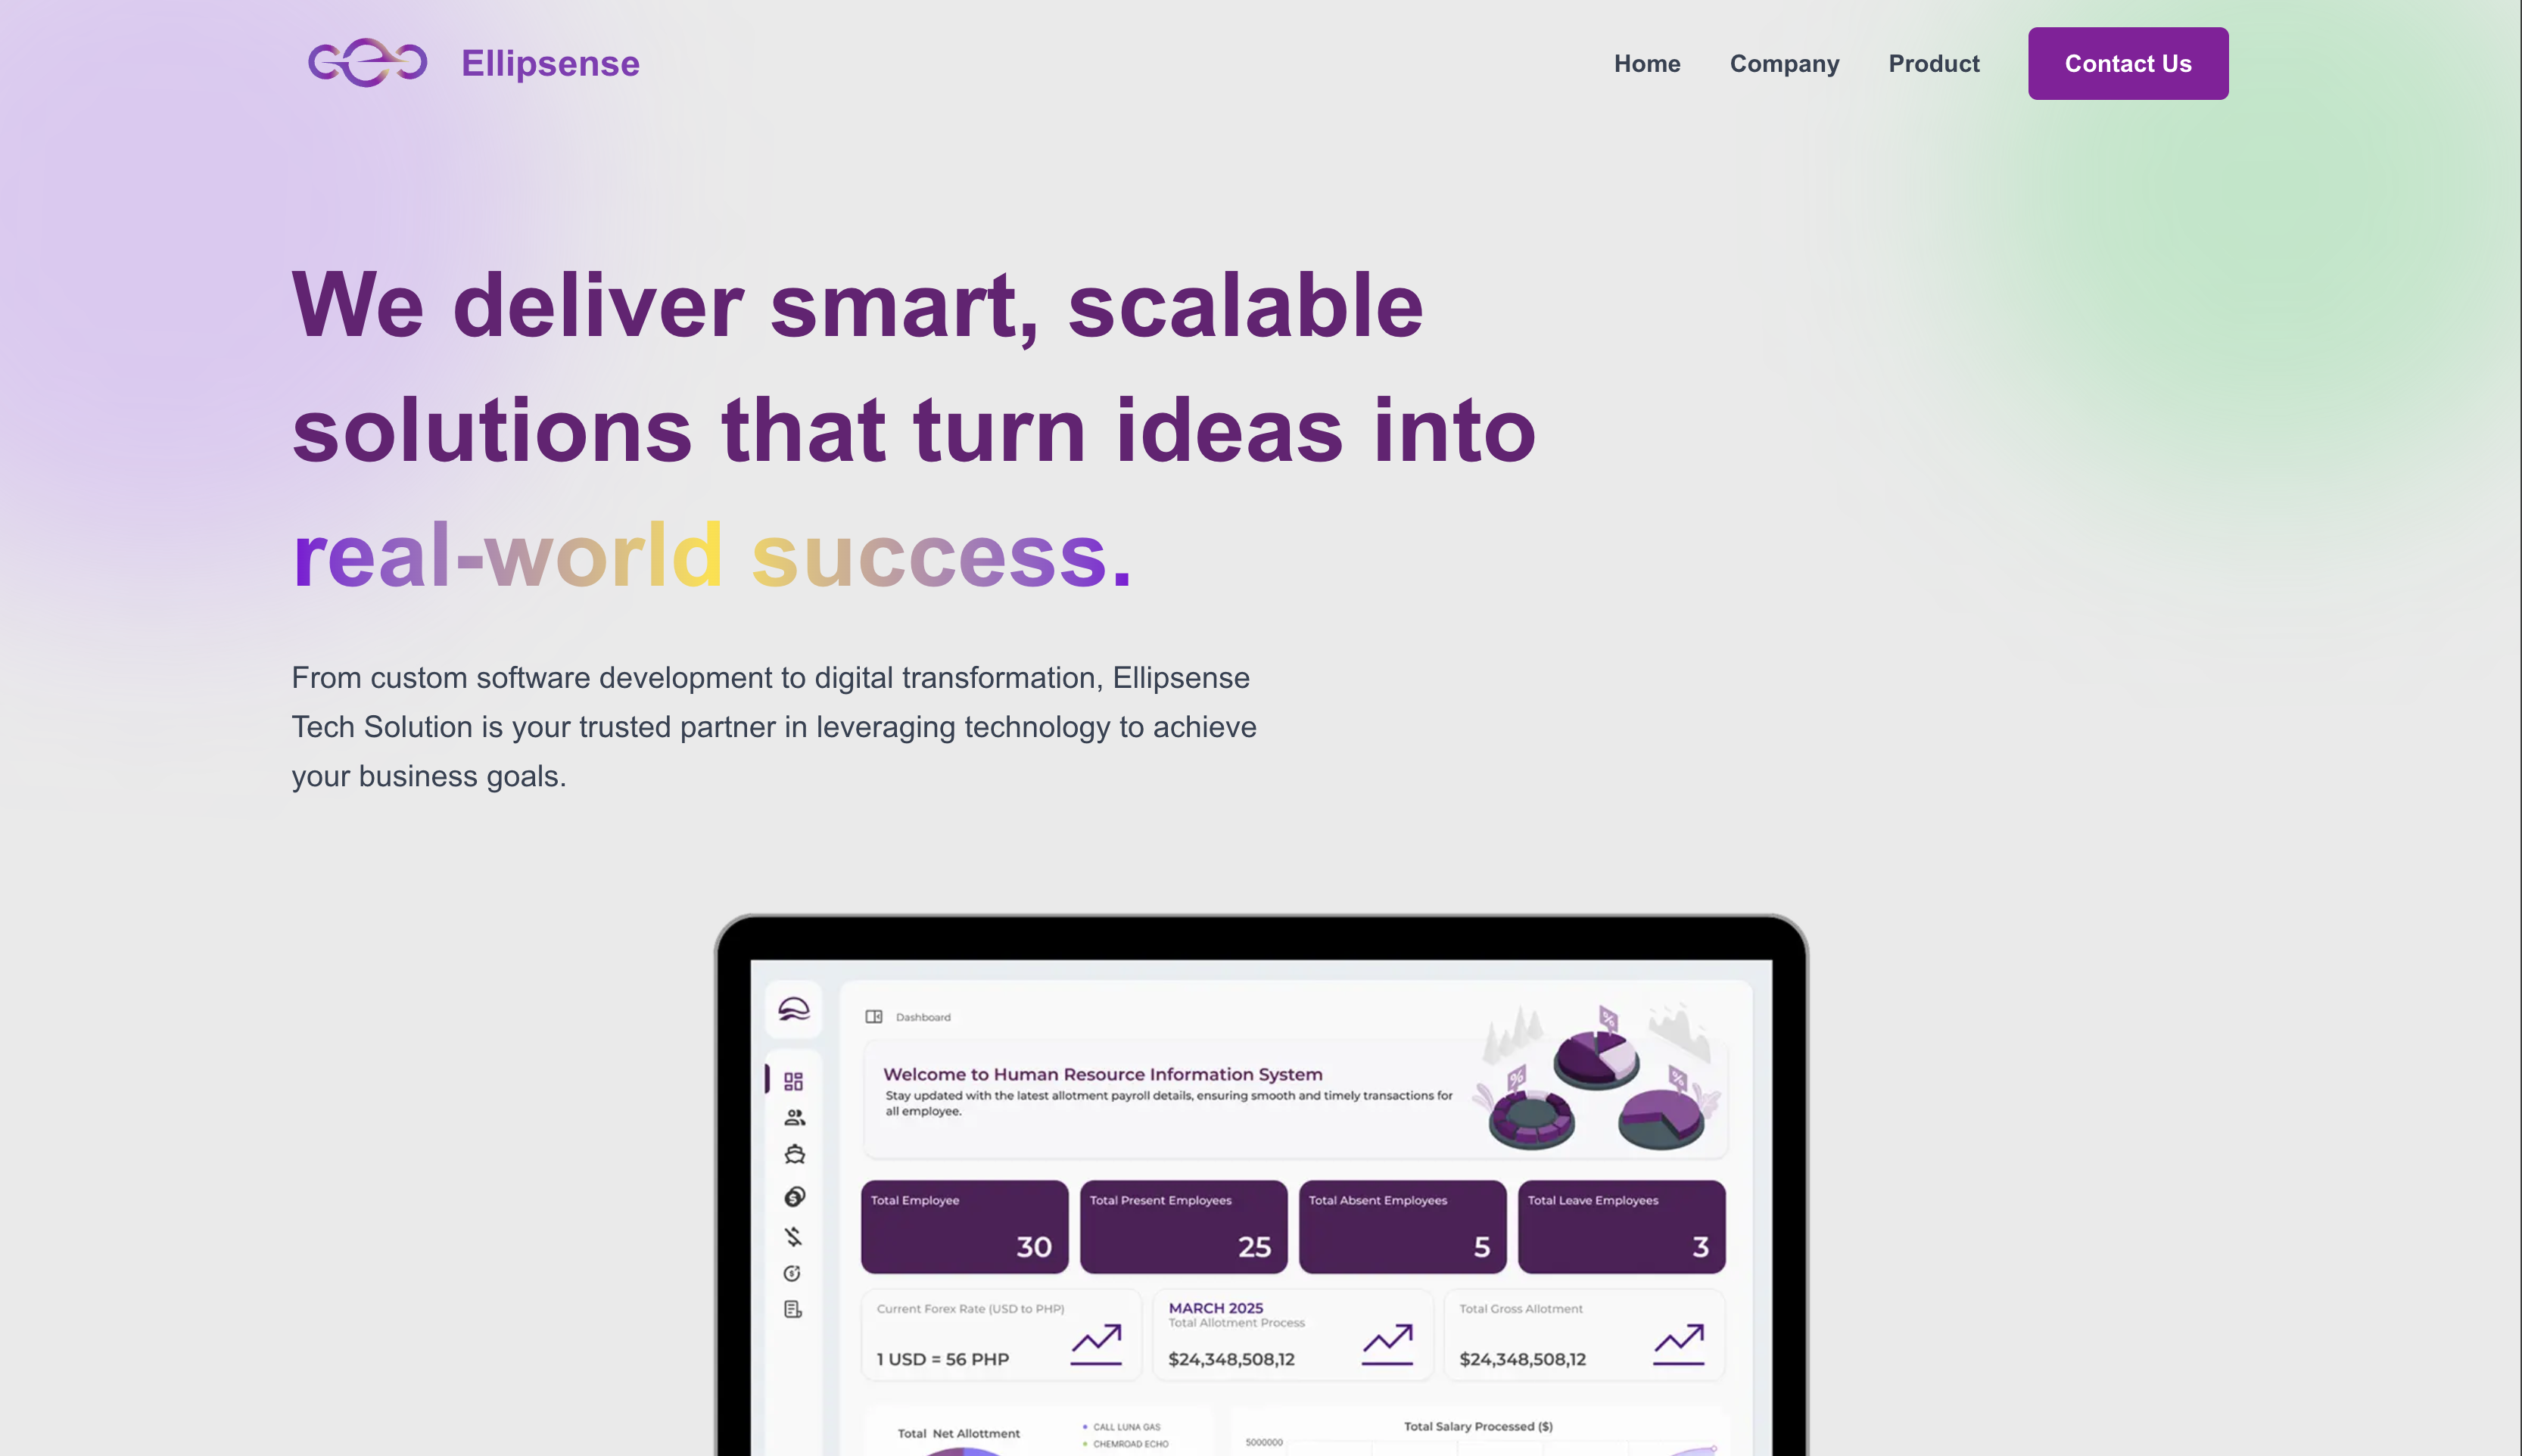 Ellipsense
Home
Company
Product
Contact Us
We deliver smart, scalable
solutions that turn ideas into
real-world success.
From custom software development to digital transformation, Ellipsense
Tech Solution is your trusted partner in leveraging technology to achieve
your business goals.
Dashboard
Welcome to Human Resource Information System
Stay updated with the latest allotment payroll details, ensuring smooth and timely transactions for
all employee.
%
%
%
Total Employee
30
Total Present Employees
25
Total Absent Employees
5
Total Leave Employees
3
Current Forex Rate (USD to PHP)
1 USD = 56 PHP
MARCH 2025
Total Allotment Process
$24,348,508,12
Total Gross Allotment
$24,348,508,12
Total Net Allottment
CALL LUNA GAS
CHEMROAD ECHO
Total Salary Processed ($)
5000000